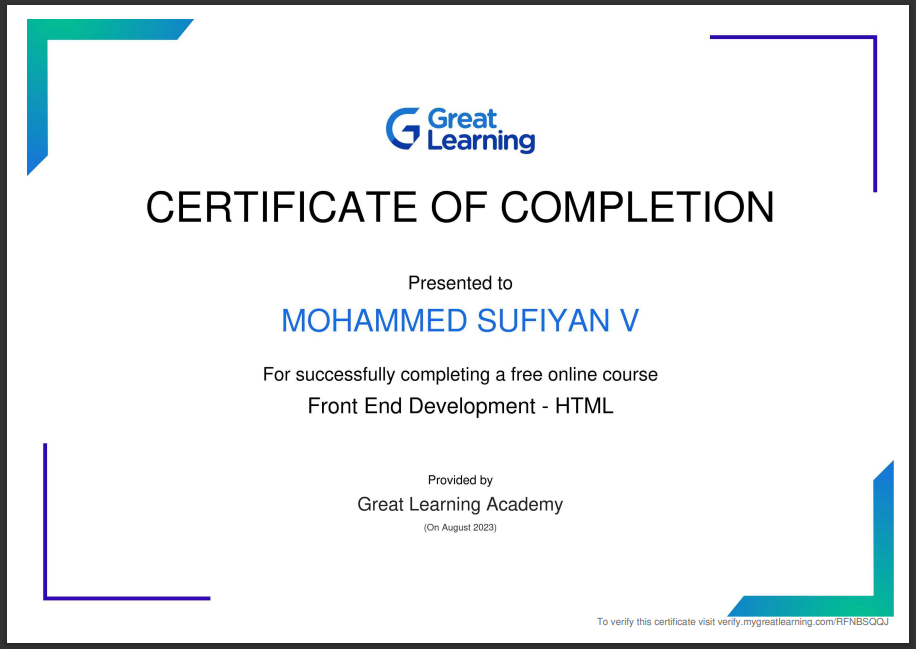 Great
Learning
CERTIFICATE OF COMPLETION
Presented to
MOHAMMED SUFIYAN V
For successfully completing a free online course
Front End Development - HTML
Provided by
Great Learning Academy
(On August 2023)
To verify this certificate visit verify.mygreatlearning.com/RFNBSQQJ